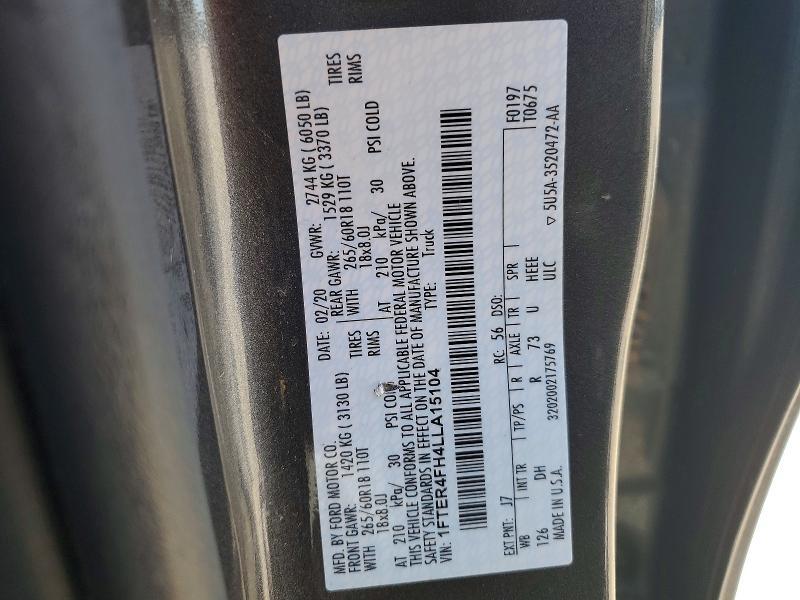 MFD. BY FORD MOTOR CO.
DATE: 02/20 GVWR: 2744 KG ( 6050 LB)
FRONT GAWR: 1420 KG ( 3130 LB) REAR GAWR: 1529 KG ( 3370 LB)
WITH 265/60R18 110T TIRES WITH 265/60R18 110T TIRES
18x8.0J RIMS 18x8.0J RIMS
AT 210 kPa/ 30 PSI COLD AT 210 kPa/ 30 PSI COLD
THIS VEHICLE CONFORMS TO ALL APPLICABLE FEDERAL MOTOR VEHICLE
SAFETY STANDARDS IN EFFECT ON THE DATE OF MANUFACTURE SHOWN ABOVE.
VIN: 1FTER4FH4LLA15104 TYPE: Truck
EXT PNT: J7 RC: 56 DSO: F0197
F0675
WB INT TR TP/PS R AXLE TR SPR
126 DH R 73 U HEEE
MADE IN U.S.A. 3202002175769 UIC ▽ 5U5A-3520472-AA